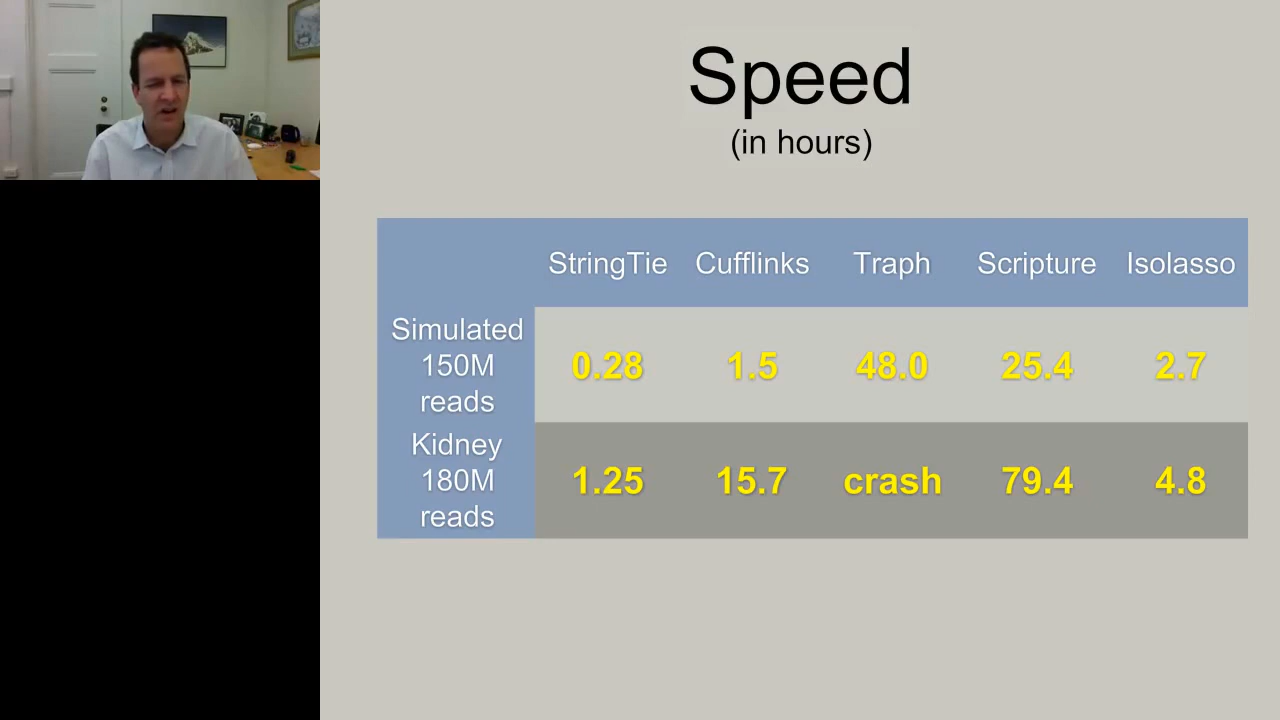 Speed
(in hours)
StringTie Cufflinks Traph Scripture Isolasso
Simulated
150M
reads
0.28 1.5 48.0 25.4 2.7
Kidney
180M
reads
1.25 15.7 crash 79.4 4.8